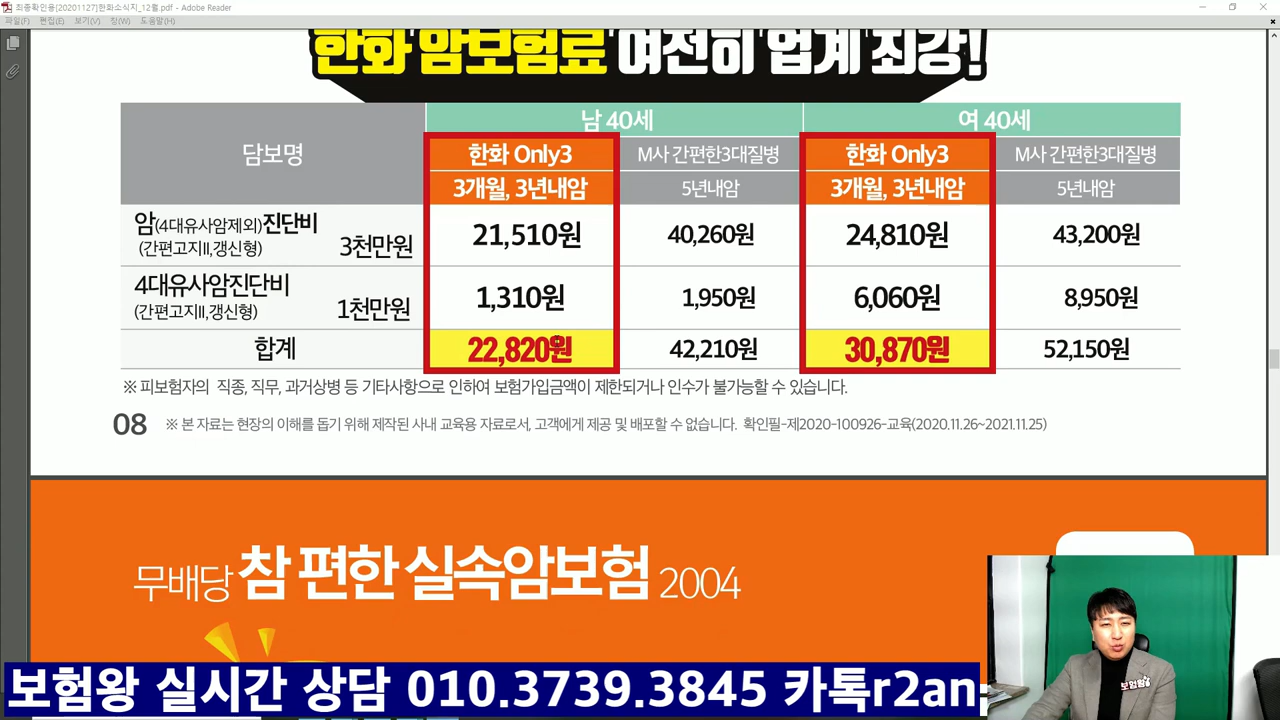 최종확인용[20201127]한화소식지_12월.pdf - Adobe Reader
파일(F) 편집(E) 보기(V) 창(W) 도움말(H)
한화 암보험료 여전히 업계 최강!
담보명
남 40세
여 40세
한화 Only3
M사 간편한3대질병
한화 Only3
M사 간편한3대질병
3개월, 3년내암
5년내암
3개월, 3년내암
5년내암
암(4대유사암제외)진단비
(간편고지II,갱신형) 3천만원
21,510원
40,260원
24,810원
43,200원
4대유사암진단비
(간편고지II,갱신형) 1천만원
1,310원
1,950원
6,060원
8,950원
합계
22,820원
42,210원
30,870원
52,150원
※ 피보험자의 직종, 직무, 과거상병 등 기타사항으로 인하여 보험가입금액이 제한되거나 인수가 불가능할 수 있습니다.
08 ※ 본 자료는 현장의 이해를 돕기 위해 제작된 사내 교육용 자료로서, 고객에게 제공 및 배포할 수 없습니다. 확인필-제2020-100926-교육(2020.11.26~2021.11.25)
무배당 참 편한 실속암보험 2004
보험왕
보험왕 실시간 상담 010.3739.3845 카톡r2an